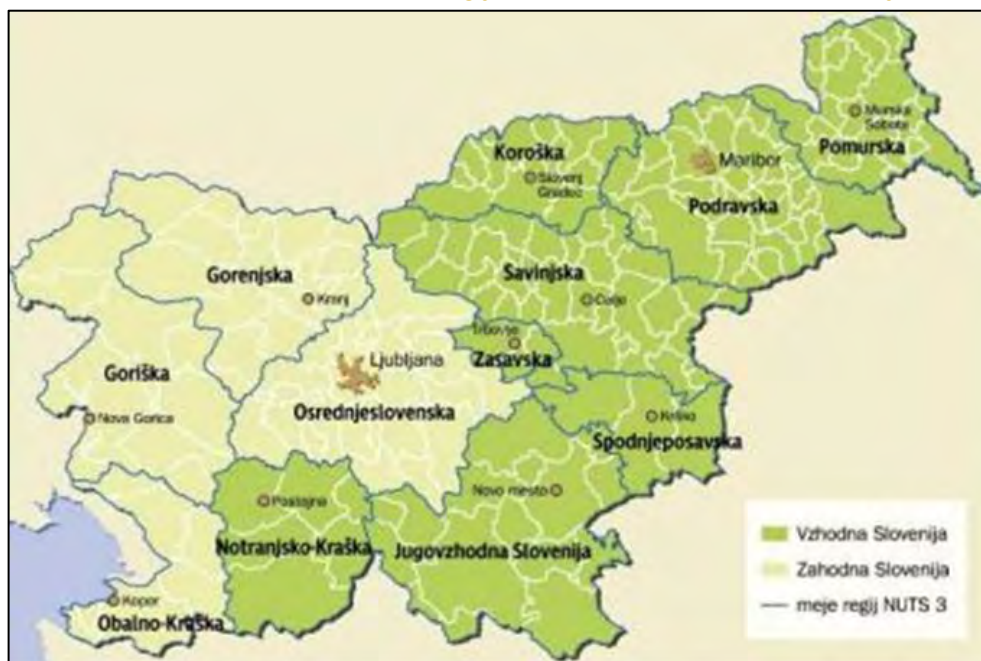 Murska
Sobota
Pomurska
Koroška
Slovenj
Gradec
Maribor
Podravska
Gorenjska
Kranj
Savinjska
Celje
Trbovlje
Zasavska
Ljubljana
Osrednjeslovenska
Goriška
Nova Gorica
Krško
Spodnjeposavska
Postojna
Novo mesto
Notranjsko-Kraška
Jugovzhodna Slovenija
Koper
Obalno-Kraška
Vzhodna Slovenija
Zahodna Slovenija
meje regij NUTS 3